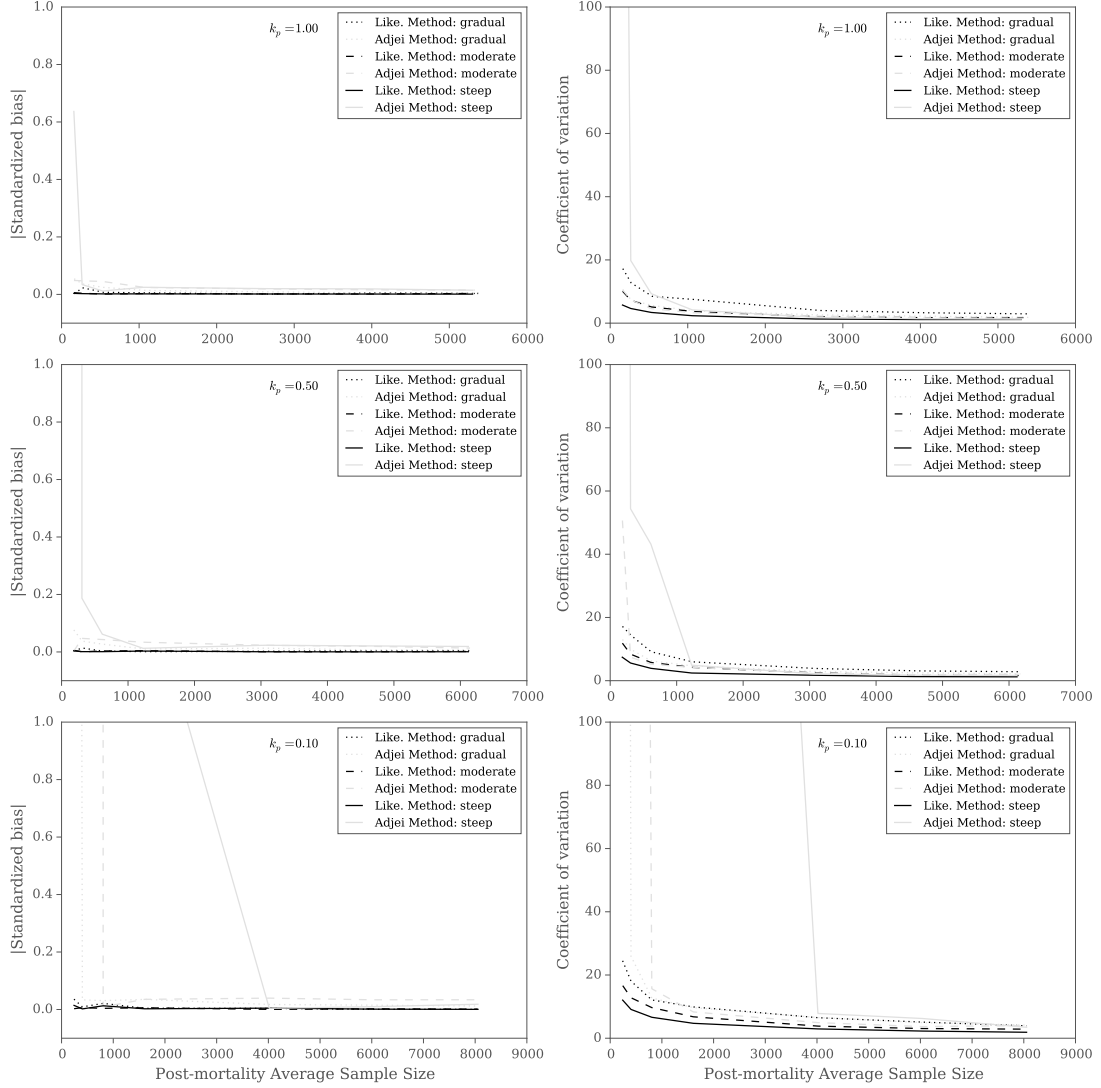 1.0
0.8
0.6
0.4
0.2
0.0
|Standardized bias|
k_p =1.00
Like. Method: gradual
Adjei Method: gradual
Like. Method: moderate
Adjei Method: moderate
Like. Method: steep
Adjei Method: steep
0 1000 2000 3000 4000 5000 6000
100
80
60
40
20
0
Coefficient of variation
k_p =1.00
Like. Method: gradual
Adjei Method: gradual
Like. Method: moderate
Adjei Method: moderate
Like. Method: steep
Adjei Method: steep
0 1000 2000 3000 4000 5000 6000
1.0
0.8
0.6
0.4
0.2
0.0
|Standardized bias|
k_p =0.50
Like. Method: gradual
Adjei Method: gradual
Like. Method: moderate
Adjei Method: moderate
Like. Method: steep
Adjei Method: steep
0 1000 2000 3000 4000 5000 6000 7000
100
80
60
40
20
0
Coefficient of variation
k_p =0.50
Like. Method: gradual
Adjei Method: gradual
Like. Method: moderate
Adjei Method: moderate
Like. Method: steep
Adjei Method: steep
0 1000 2000 3000 4000 5000 6000 7000
1.0
0.8
0.6
0.4
0.2
0.0
|Standardized bias|
k_p =0.10
Like. Method: gradual
Adjei Method: gradual
Like. Method: moderate
Adjei Method: moderate
Like. Method: steep
Adjei Method: steep
0 1000 2000 3000 4000 5000 6000 7000 8000 9000
Post-mortality Average Sample Size
100
80
60
40
20
0
Coefficient of variation
k_p =0.10
Like. Method: gradual
Adjei Method: gradual
Like. Method: moderate
Adjei Method: moderate
Like. Method: steep
Adjei Method: steep
0 1000 2000 3000 4000 5000 6000 7000 8000 9000
Post-mortality Average Sample Size